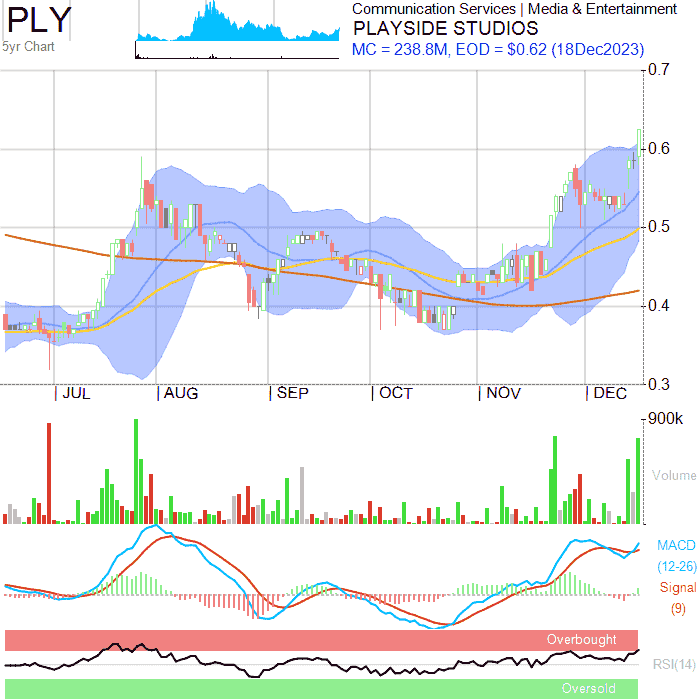 PLY
5yr Chart
Communication Services | Media & Entertainment
PLAYSIDE STUDIOS
MC = 238.8M, EOD = $0.62 (18Dec2023)
0.7
0.6
0.5
0.4
0.3
JUL AUG SEP OCT NOV DEC
900k
Volume
MACD
(12-26)
Signal
(9)
Overbought
RSI(14)
Oversold